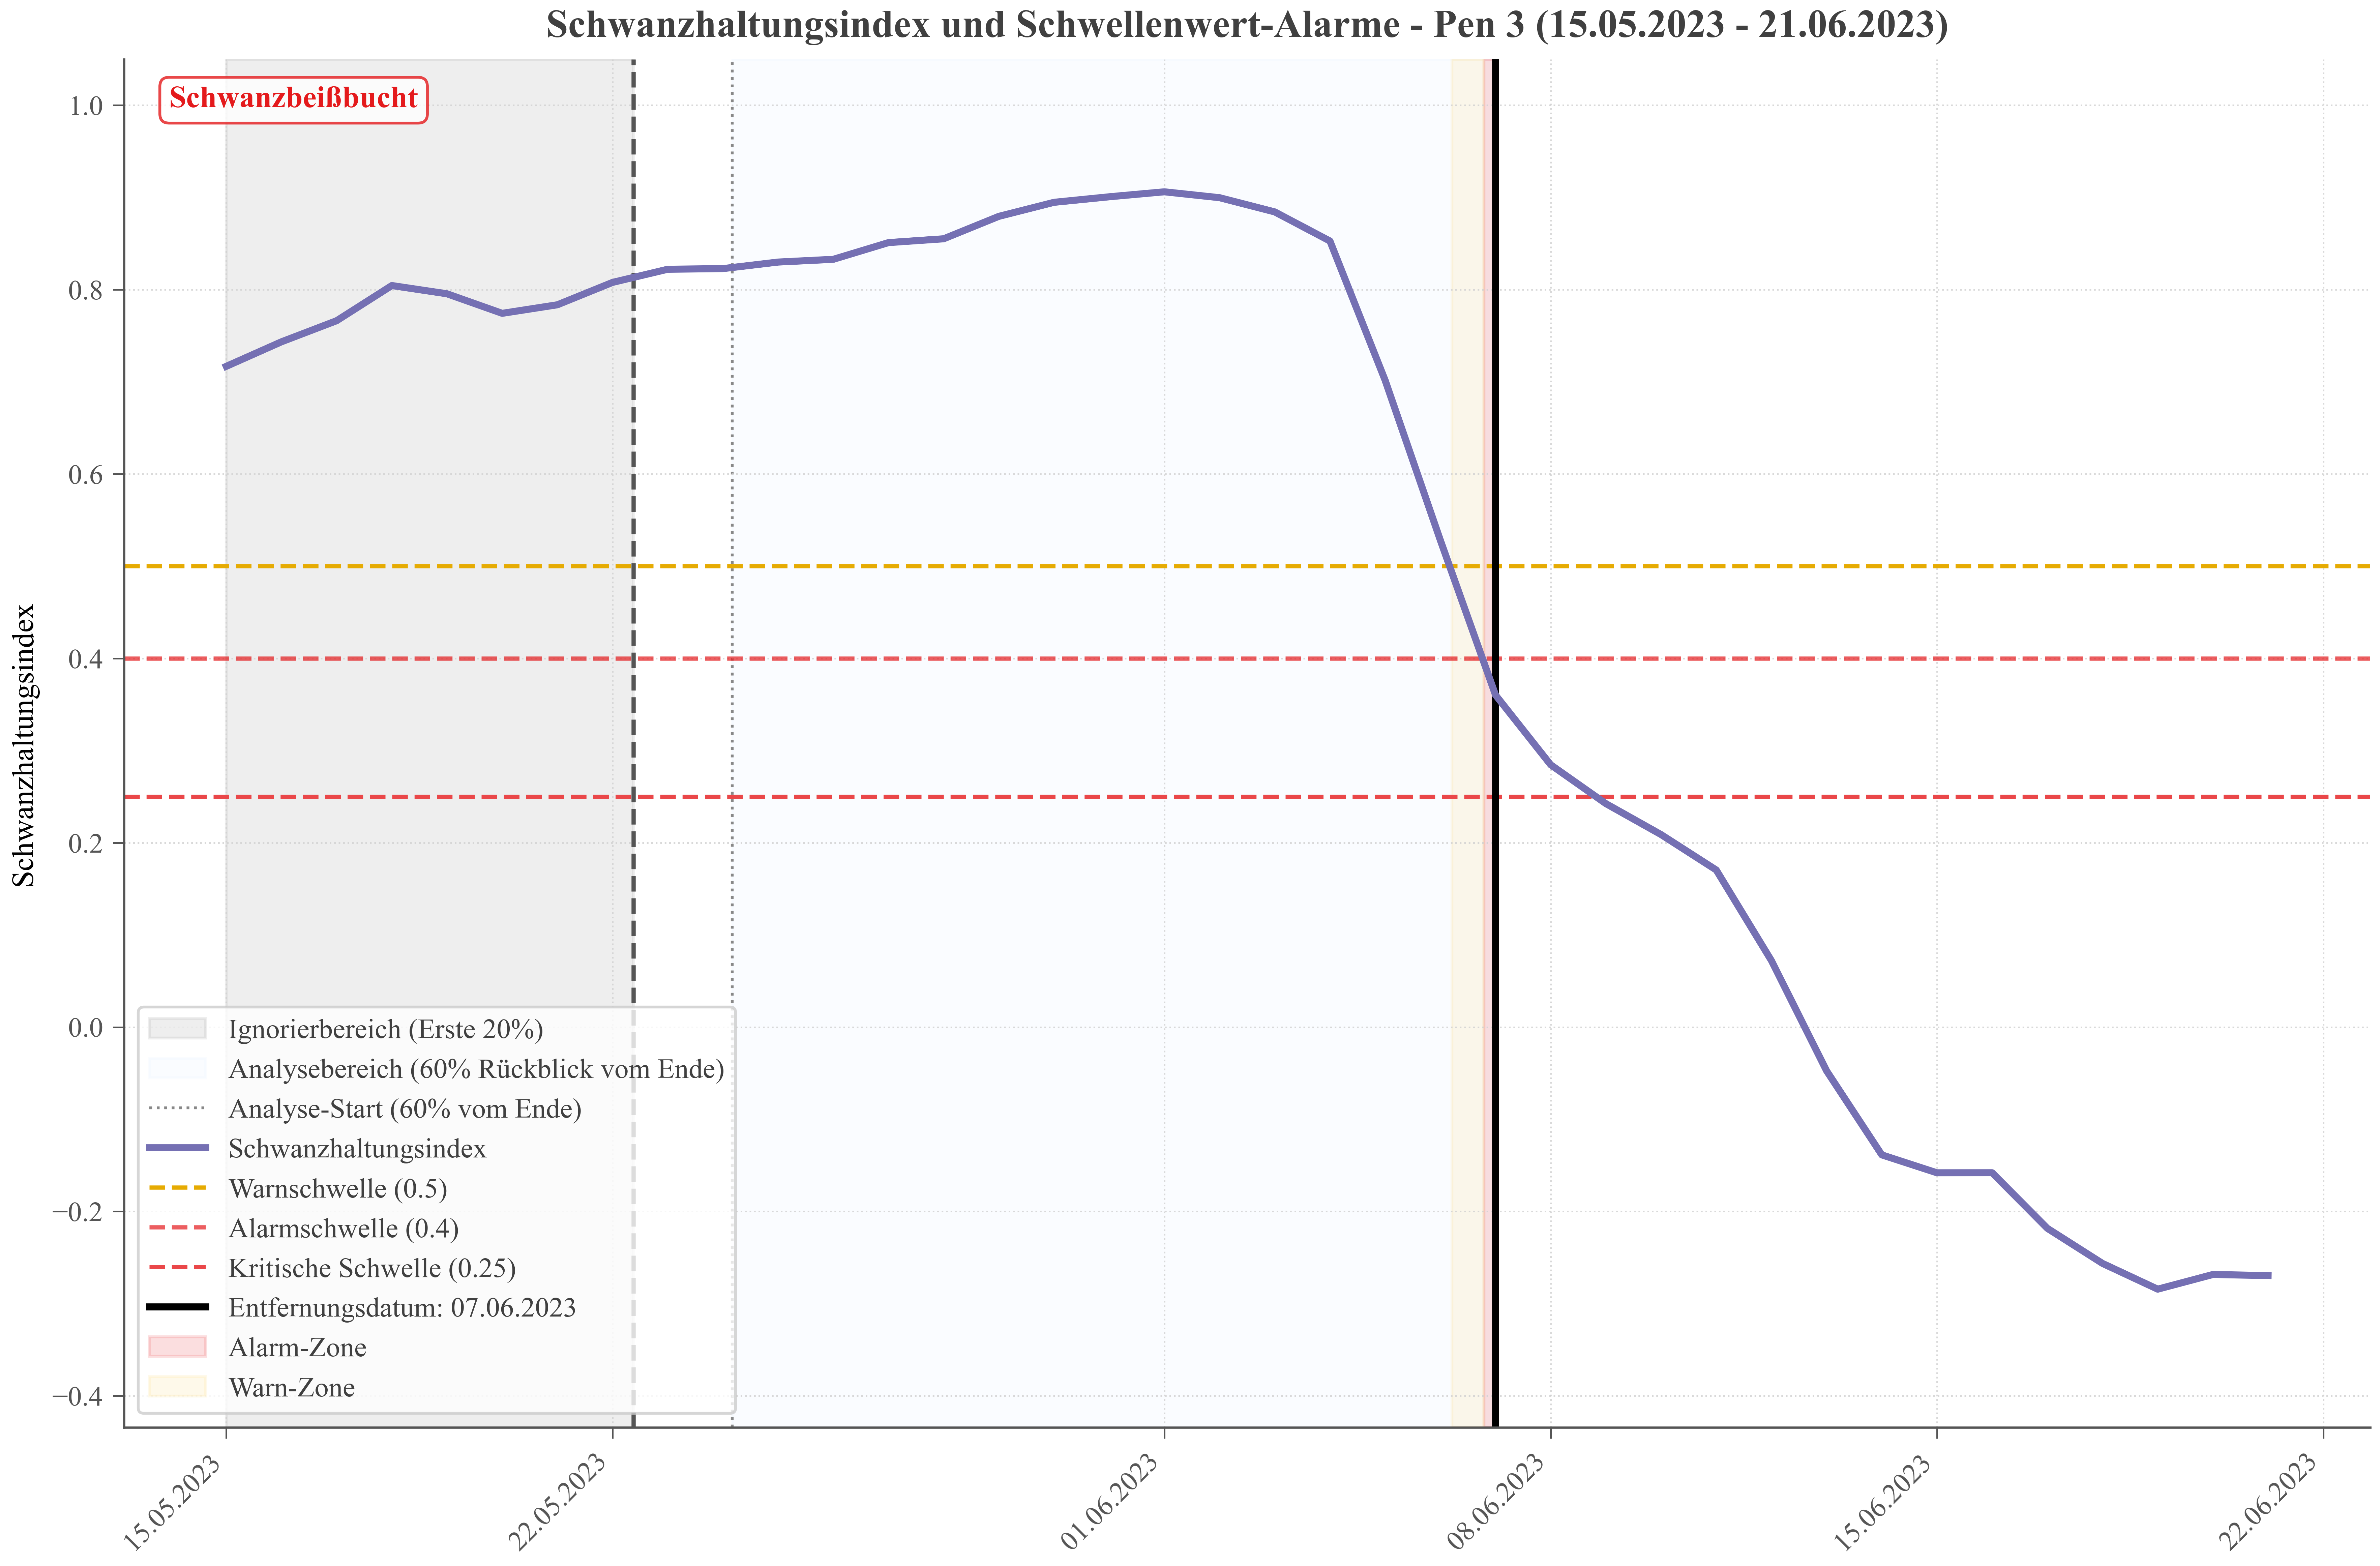 Schwanzhaltungsindex und Schwellenwert-Alarme - Pen 3 (15.05.2023 - 21.06.2023)
Schwanzbeißbucht
1.0
0.8
0.6
0.4
0.2
0.0
−0.2
−0.4
Schwanzhaltungsindex
Ignorierbereich (Erste 20%)
Analysebereich (60% Rückblick vom Ende)
Analyse-Start (60% vom Ende)
Schwanzhaltungsindex
Warnschwelle (0.5)
Alarmschwelle (0.4)
Kritische Schwelle (0.25)
Entfernungsdatum: 07.06.2023
Alarm-Zone
Warn-Zone
15.05.2023
22.05.2023
01.06.2023
08.06.2023
15.06.2023
22.06.2023